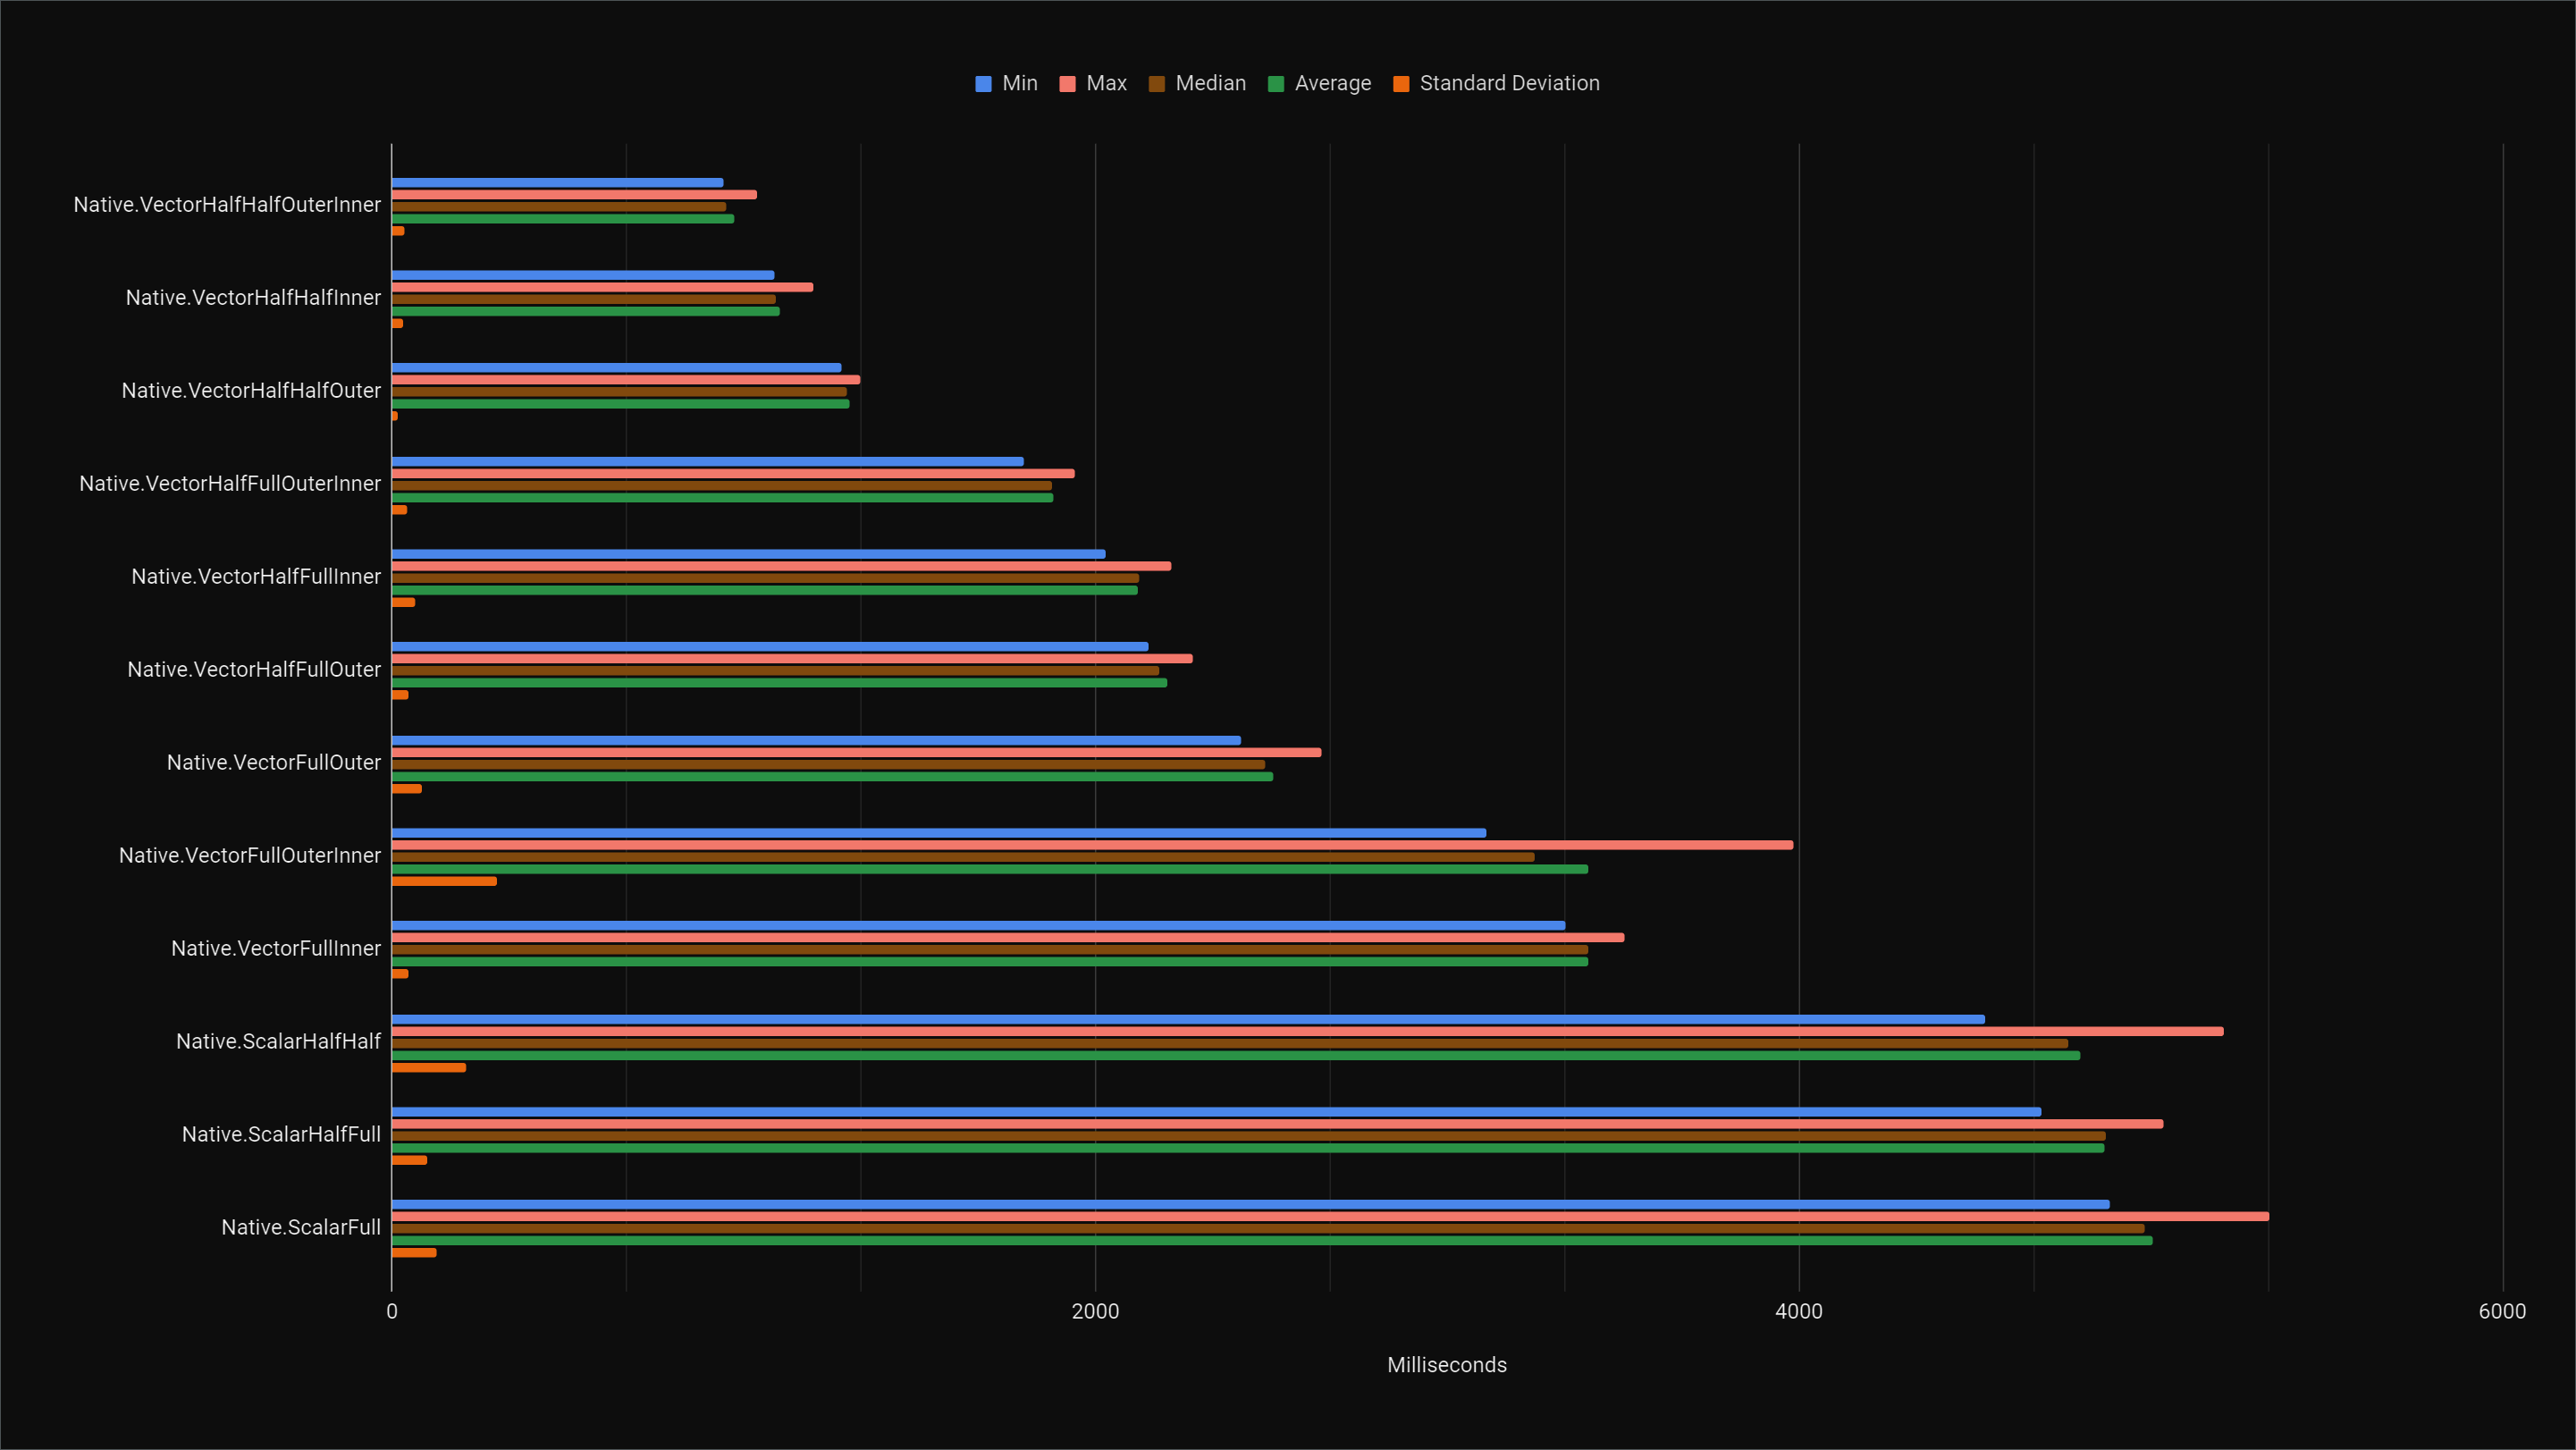 Min Max Median Average Standard Deviation
Native.VectorHalfHalfOuterInner
Native.VectorHalfHalfInner
Native.VectorHalfHalfOuter
Native.VectorHalfFullOuterInner
Native.VectorHalfFullInner
Native.VectorHalfFullOuter
Native.VectorFullOuter
Native.VectorFullOuterInner
Native.VectorFullInner
Native.ScalarHalfHalf
Native.ScalarHalfFull
Native.ScalarFull
0 2000 4000 6000
Milliseconds